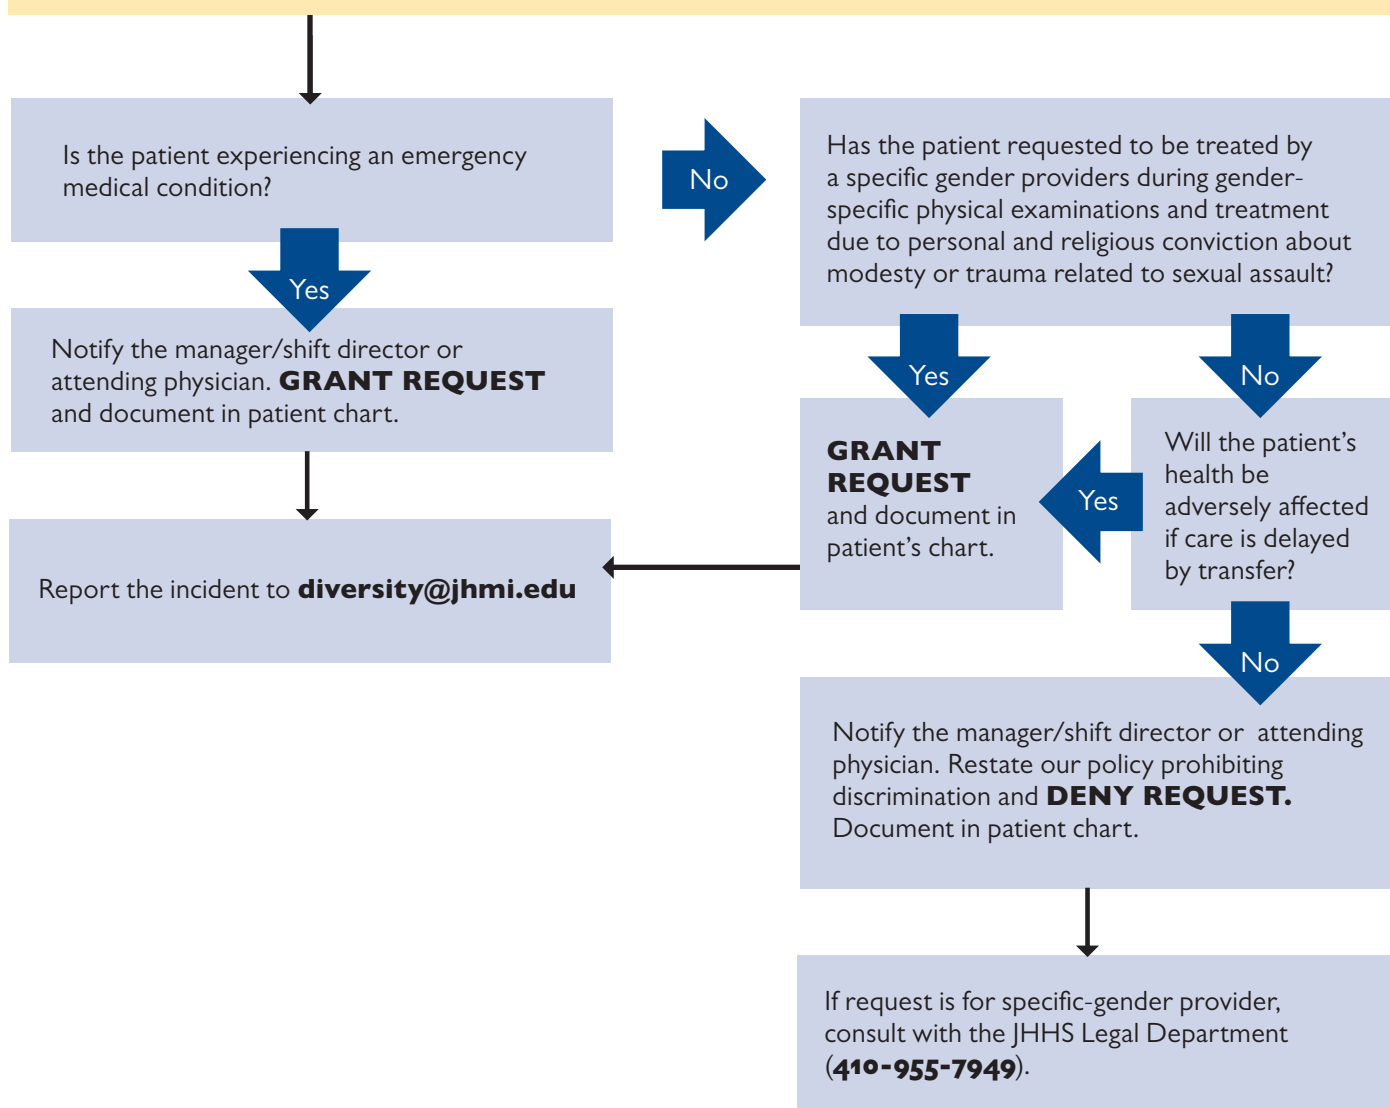 Is the patient experiencing an emergency
medical condition?
No
Has the patient requested to be treated by
a specific gender providers during gender-
specific physical examinations and treatment
due to personal and religious conviction about
modesty or trauma related to sexual assault?
Yes
Notify the manager/shift director or
attending physician. GRANT REQUEST
and document in patient chart.
Yes
No
GRANT
REQUEST
and document in
patient’s chart.
Yes
Will the patient’s
health be
adversely affected
if care is delayed
by transfer?
Report the incident to diversity@jhmi.edu
No
Notify the manager/shift director or  attending
physician. Restate our policy prohibiting
discrimination and DENY REQUEST.
Document in patient chart.
If request is for specific-gender provider,
consult with the JHHS Legal Department
(410-955-7949).